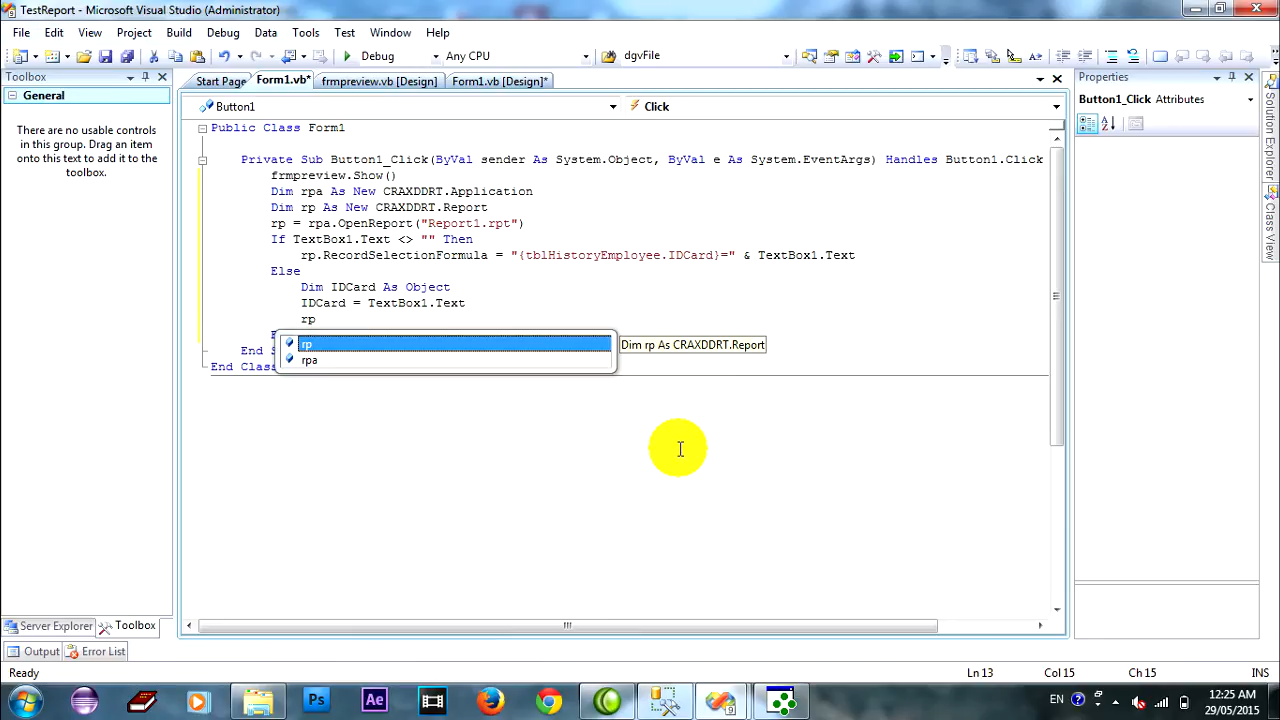 TestReport - Microsoft Visual Studio (Administrator)
File Edit View Project Build Debug Data Tools Test Window Help
Debug Any CPU dgvFile
Toolbox
General
There are no usable controls
in this group. Drag an item
onto this text to add it to the
toolbox.
Server Explorer Toolbox
Output Error List
Start Page Form1.vb* frmpreview.vb [Design] Form1.vb [Design]*
Button1 Click
Public Class Form1
Private Sub Button1_Click(ByVal sender As System.Object, ByVal e As System.EventArgs) Handles Button1.Click
frmpreview.Show()
Dim rpa As New CRAXDDRT.Application
Dim rp As New CRAXDDRT.Report
rp = rpa.OpenReport("Report1.rpt")
If TextBox1.Text <> "" Then
rp.RecordSelectionFormula = "{tblHistoryEmployee.IDCard}=" & TextBox1.Text
Else
Dim IDCard As Object
IDCard = TextBox1.Text
rp
rp
rpa
Dim rp As CRAXDDRT.Report
End S
End Class
Properties
Button1_Click Attributes
Solution Explorer
Class View
Ready Ln 13 Col 15 Ch 15 INS
Ps Ae EN 12:25 AM
29/05/2015